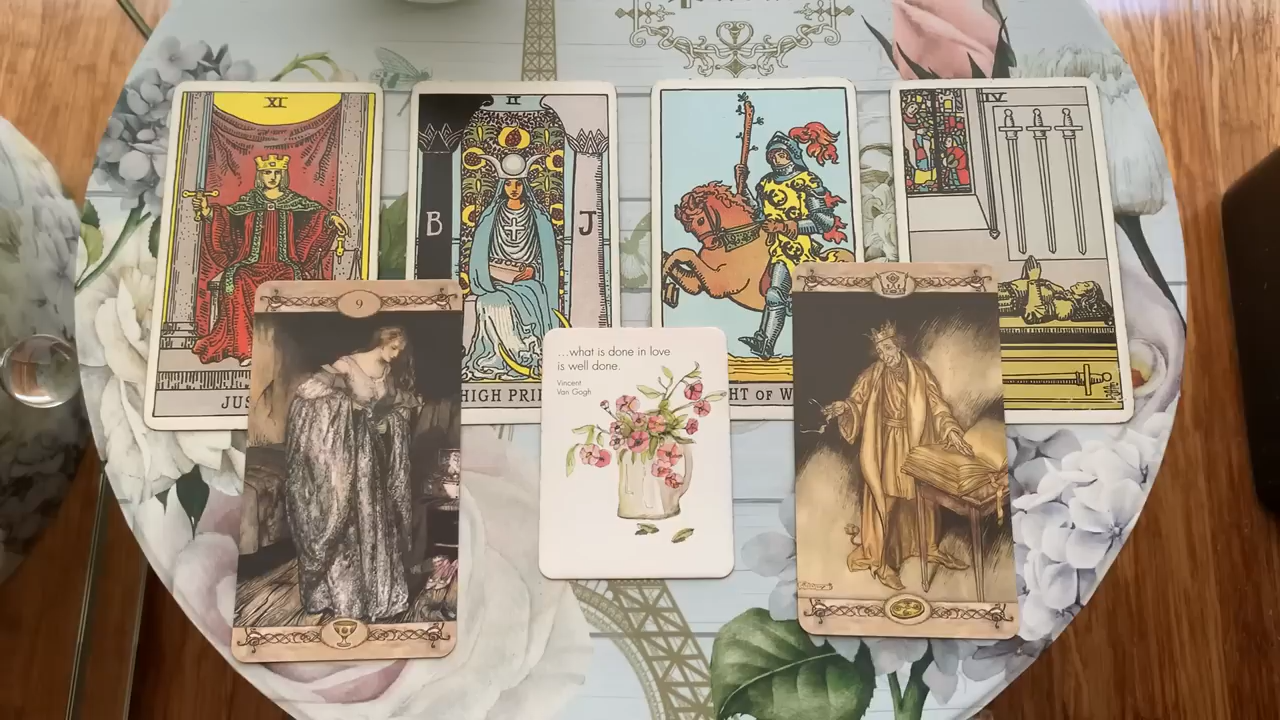 XI
II
IV
B
J
JUS
HIGH PRI
HT OF W
9
...what is done in love
is well done.
Vincent
Van Gogh